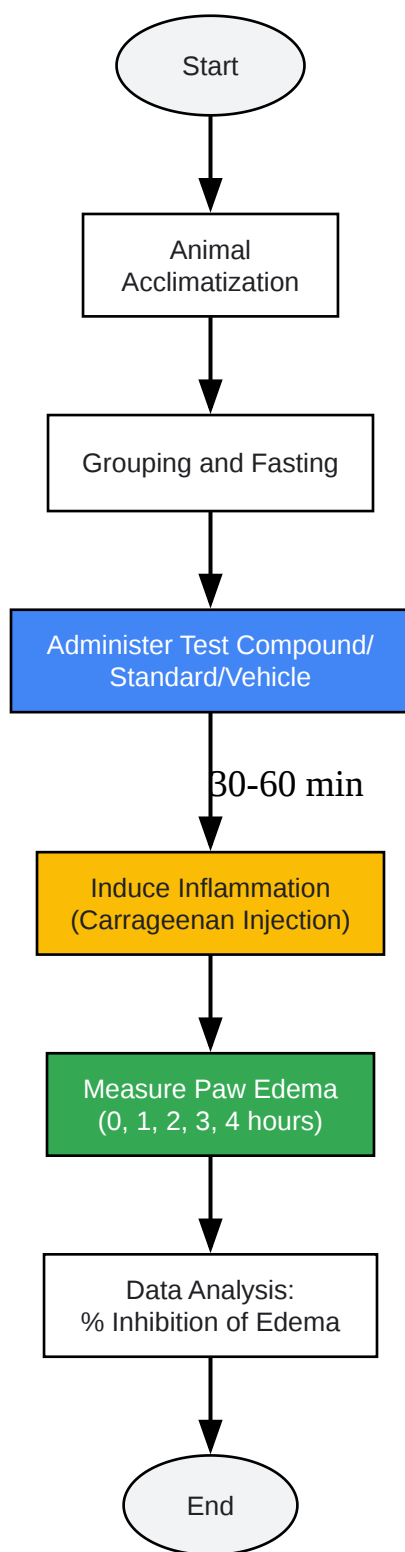 Start
Animal
Acclimatization
Grouping and Fasting
Administer Test Compound/
Standard/Vehicle
30-60 min
Induce Inflammation
(Carrageenan Injection)
Measure Paw Edema
(0, 1, 2, 3, 4 hours)
Data Analysis:
% Inhibition of Edema
End